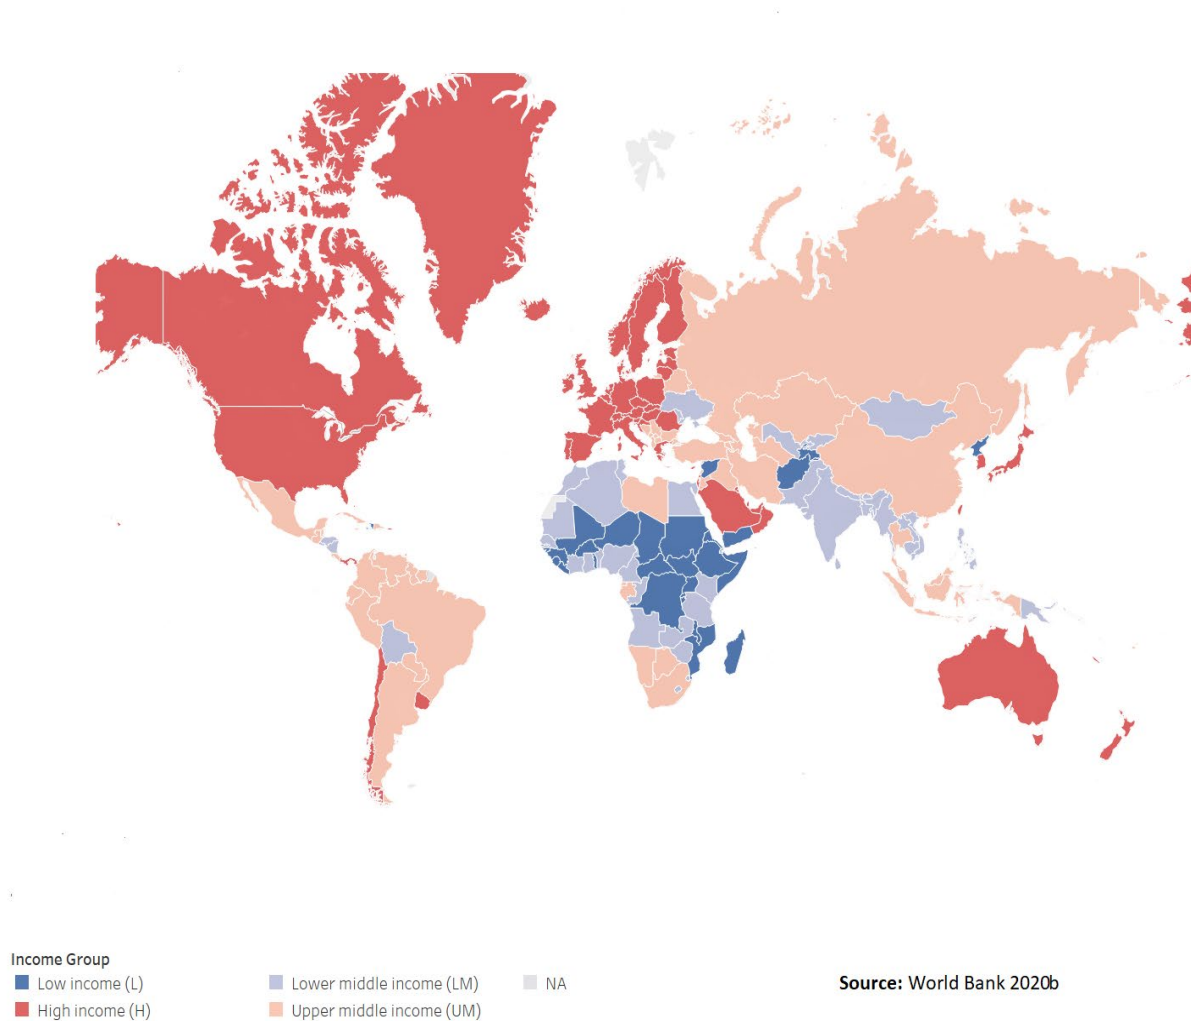 Income Group
Low income (L)
Lower middle income (LM)
NA
High income (H)
Upper middle income (UM)
Source: World Bank 2020b